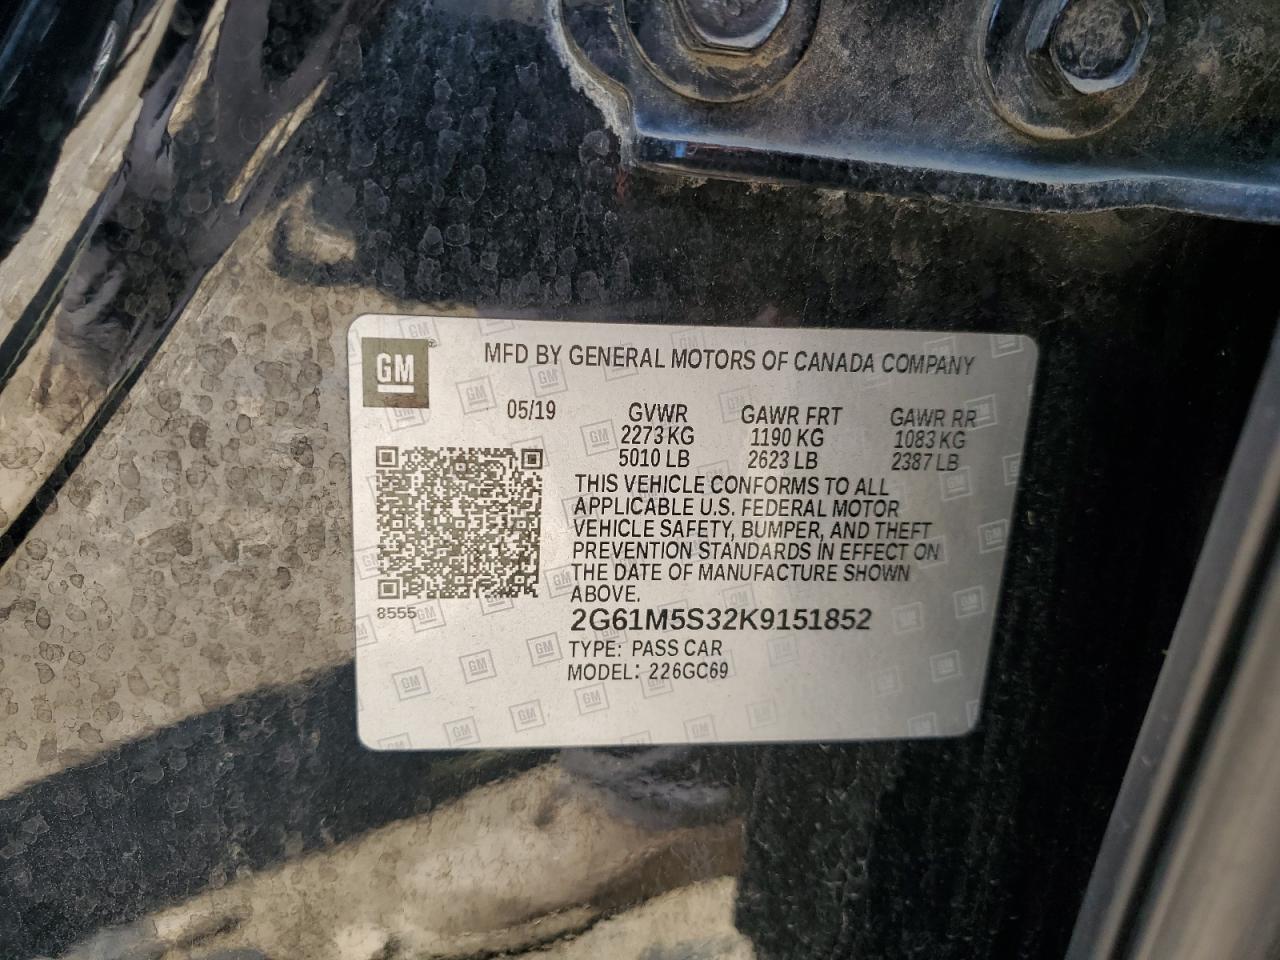 GM
MFD BY GENERAL MOTORS OF CANADA COMPANY
05/19 GVWR GAWR FRT GAWR RR
2273 KG 1190 KG 1083 KG
5010 LB 2623 LB 2387 LB
THIS VEHICLE CONFORMS TO ALL
APPLICABLE U.S. FEDERAL MOTOR
VEHICLE SAFETY, BUMPER, AND THEFT
PREVENTION STANDARDS IN EFFECT ON
THE DATE OF MANUFACTURE SHOWN
ABOVE.
8555
2G61M5S32K9151852
TYPE: PASS CAR
MODEL: 226GC69